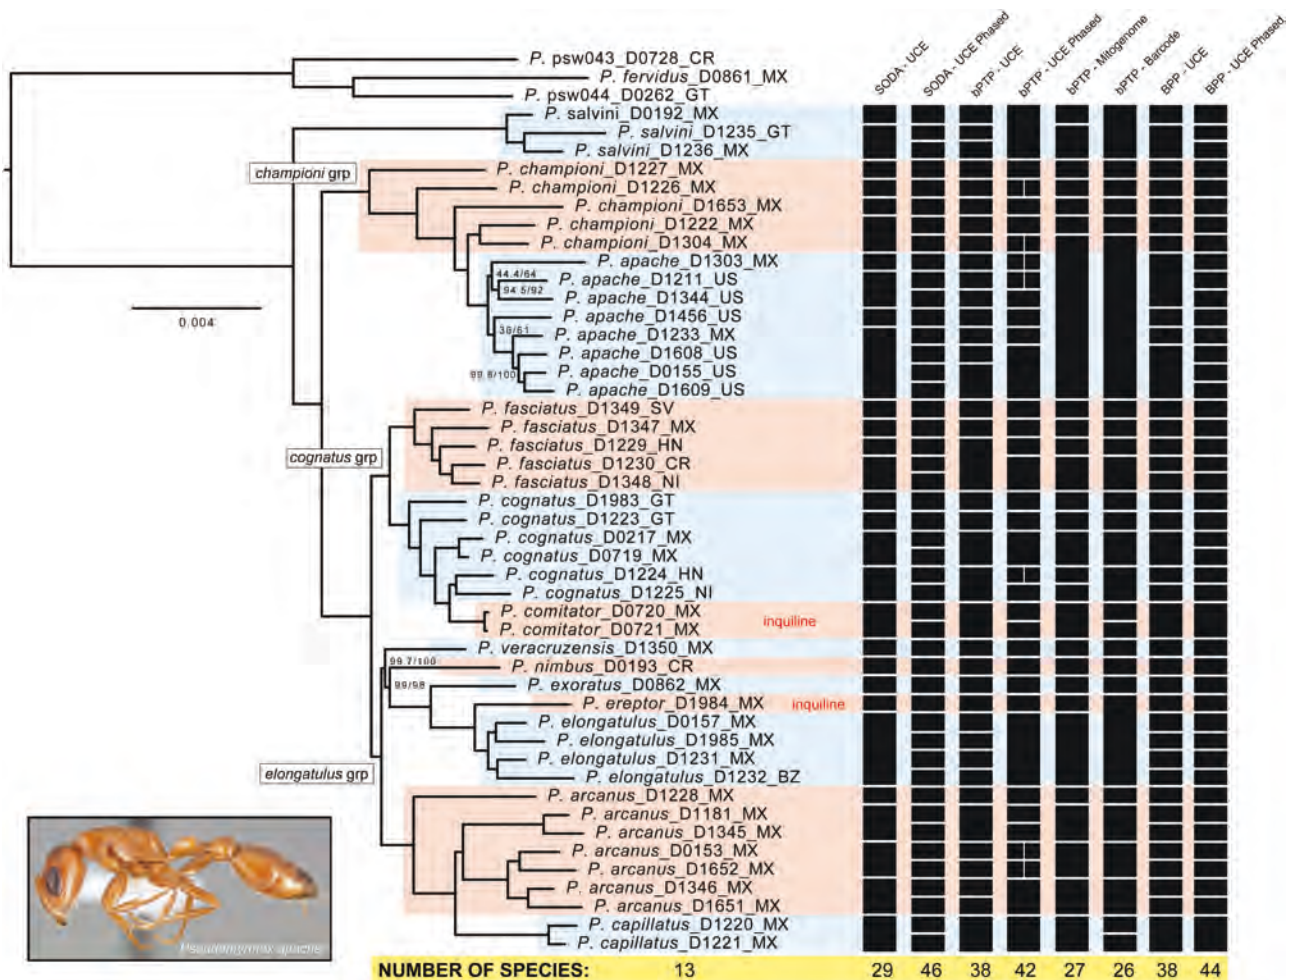 SODA - UCE
SODA - UCE Phased
bPTP - UCE
bPTP - UCE Phased
bPTP - Mitogenome
bPTP - Barcode
BPP - UCE
BPP - UCE Phased
P. psw043_D0728_CR
P. fervidus_D0861_MX
P. psw044_D0262_GT
P. salvini_D0192_MX
P. salvini_D1235_GT
P. salvini_D1236_MX
championi grp
P. championi_D1227_MX
P. championi_D1226_MX
P. championi_D1653_MX
P. championi_D1222_MX
P. championi_D1304_MX
P. apache_D1303_MX
44.4/64
P. apache_D1211_US
94.5/92
P. apache_D1344_US
0.004
P. apache_D1456_US
38/61
P. apache_D1233_MX
P. apache_D1608_US
99.8/100
P. apache_D0155_US
P. apache_D1609_US
P. fasciatus_D1349_SV
P. fasciatus_D1347_MX
P. fasciatus_D1229_HN
cognatus grp
P. fasciatus_D1230_CR
P. fasciatus_D1348_NI
P. cognatus_D1983_GT
P. cognatus_D1223_GT
P. cognatus_D0217_MX
P. cognatus_D0719_MX
P. cognatus_D1224_HN
P. cognatus_D1225_NI
P. comitator_D0720_MX
inquiline
P. comitator_D0721_MX
P. veracruzensis_D1350_MX
99.7/100
P. nimbus_D0193_CR
99/98
P. exoratus_D0862_MX
P. ereptor_D1984_MX
inquiline
P. elongatulus_D0157_MX
P. elongatulus_D1985_MX
P. elongatulus_D1231_MX
elongatulus grp
P. elongatulus_D1232_BZ
P. arcanus_D1228_MX
P. arcanus_D1181_MX
P. arcanus_D1345_MX
P. arcanus_D0153_MX
P. arcanus_D1652_MX
P. arcanus_D1346_MX
P. arcanus_D1651_MX
P. capillatus_D1220_MX
P. capillatus_D1221_MX
Pseudomyrmex apache
NUMBER OF SPECIES: 13 29 46 38 42 27 26 38 44